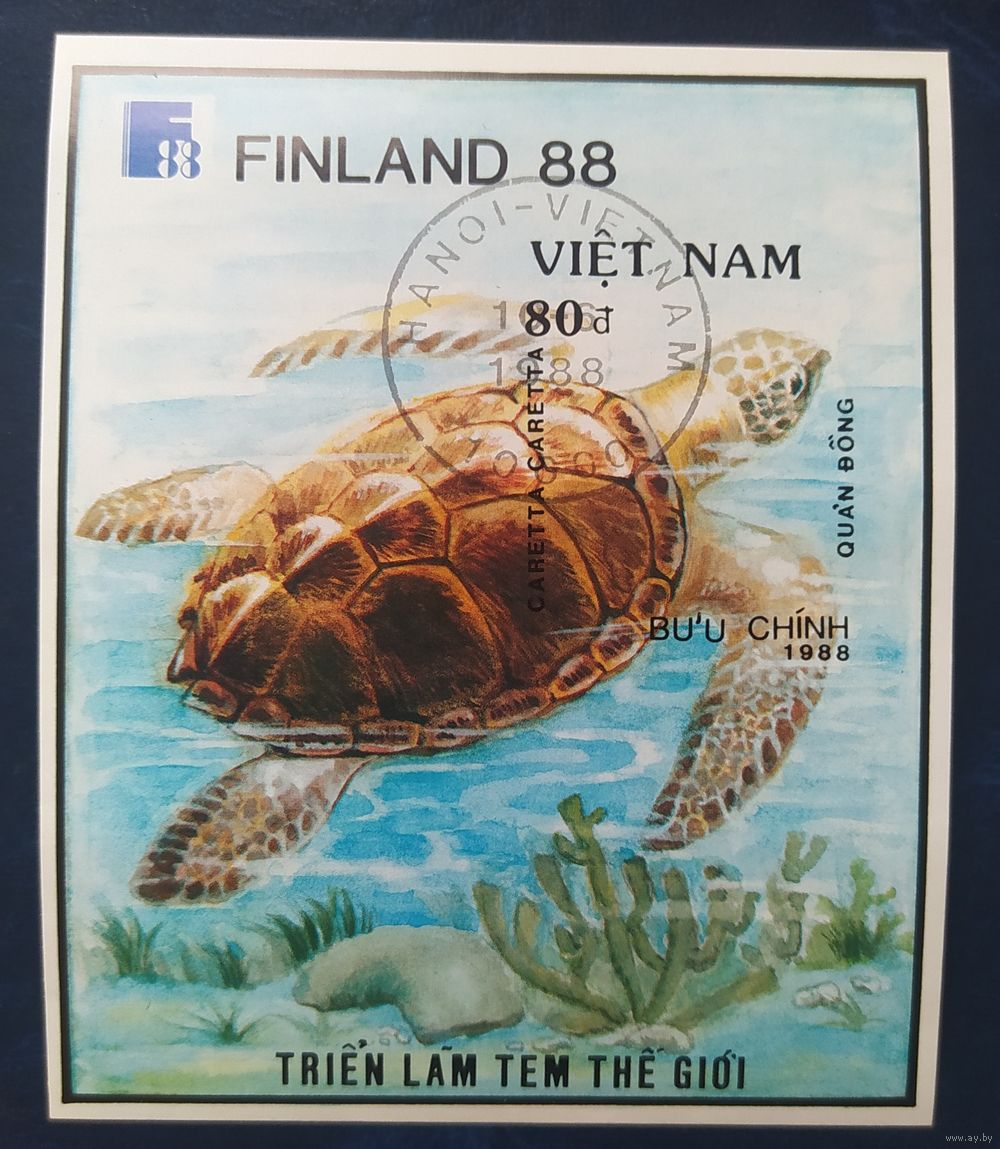 F
88
FINLAND 88
HANOI-VIETNAM
VIỆT NAM
80đ
1988
CARETTA CARETTA
QUẢN ĐỒNG
BƯU CHÍNH
1988
TRIỂN LÃM TEM THẾ GIỚI
www.ay.by